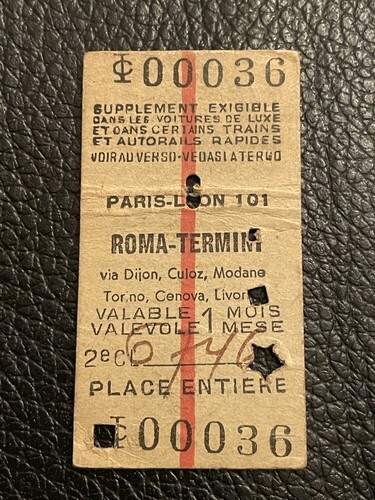 00036
SUPPLEMENT EXIGIBLE
DANS LES VOITURES DE LUXE
ET DANS CERTAINS TRAINS
ET AUTORAILS RAPIDES
VOIR AU VERSO-VEDASI A TERGO
PARIS-LYON 101
ROMA-TERMINI
via Dijon, Culoz, Modane
Torino, Genova, Livorno
VALABLE 1 MOIS
VALEVOLE 1 MESE
2e Cl.
PLACE ENTIERE
00036